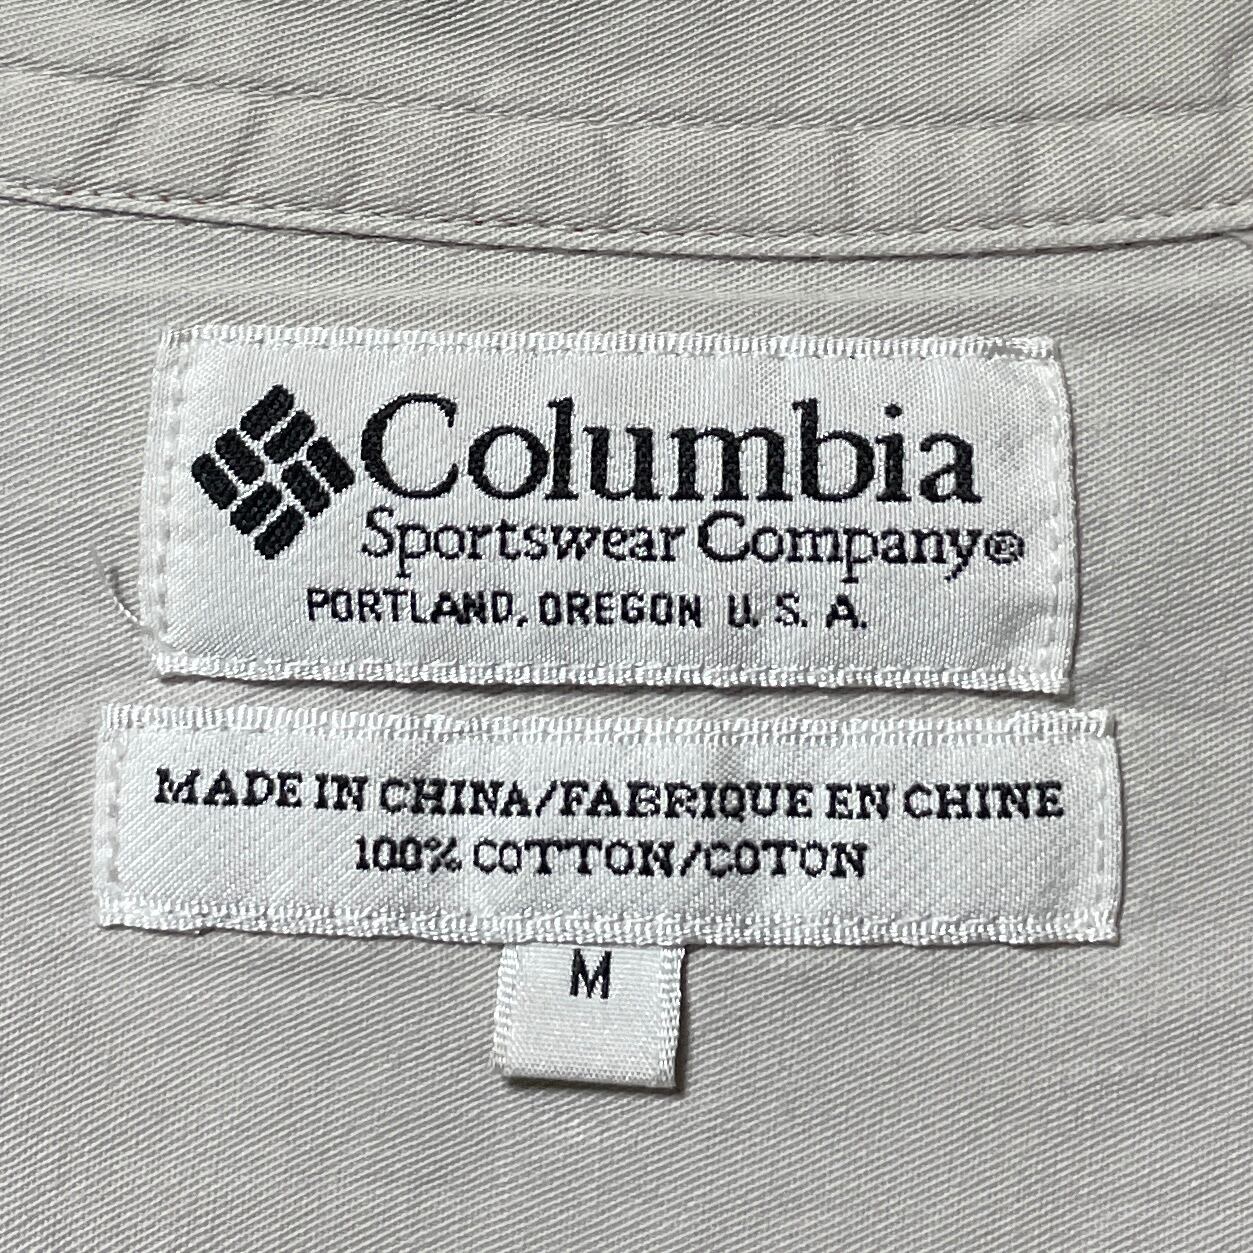 Columbia
Sportswear Company®
PORTLAND, OREGON U. S. A.
MADE IN CHINA/FABRIQUE EN CHINE
100% COTTON/COTON
M